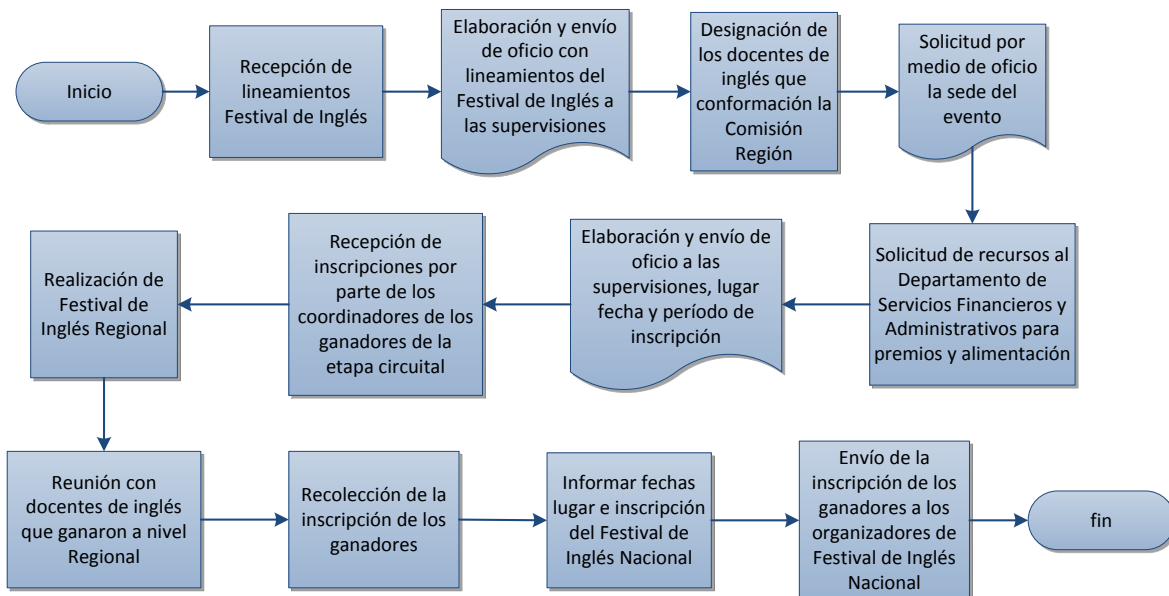 Inicio
Recepción de
lineamientos
Festival de Inglés
Elaboración y envío
de oficio con
lineamientos del
Festival de Inglés a
las supervisiones
Designación de
los docentes de
inglés que
conformación la
Comisión
Región
Solicitud por
medio de oficio
la sede del
evento
Solicitud de recursos al
Departamento de
Servicios Financieros y
Administrativos para
premios y alimentación
Elaboración y envío de
oficio a las
supervisiones, lugar
fecha y período de
inscripción
Recepción de
inscripciones por
parte de los
coordinadores de los
ganadores de la
etapa circuital
Realización de
Festival de
Inglés Regional
Reunión con
docentes de inglés
que ganaron a nivel
Regional
Recolección de la
inscripción de los
ganadores
Informar fechas
lugar e inscripción
del Festival de
Inglés Nacional
Envío de la
inscripción de los
ganadores a los
organizadores de
Festival de Inglés
Nacional
fin